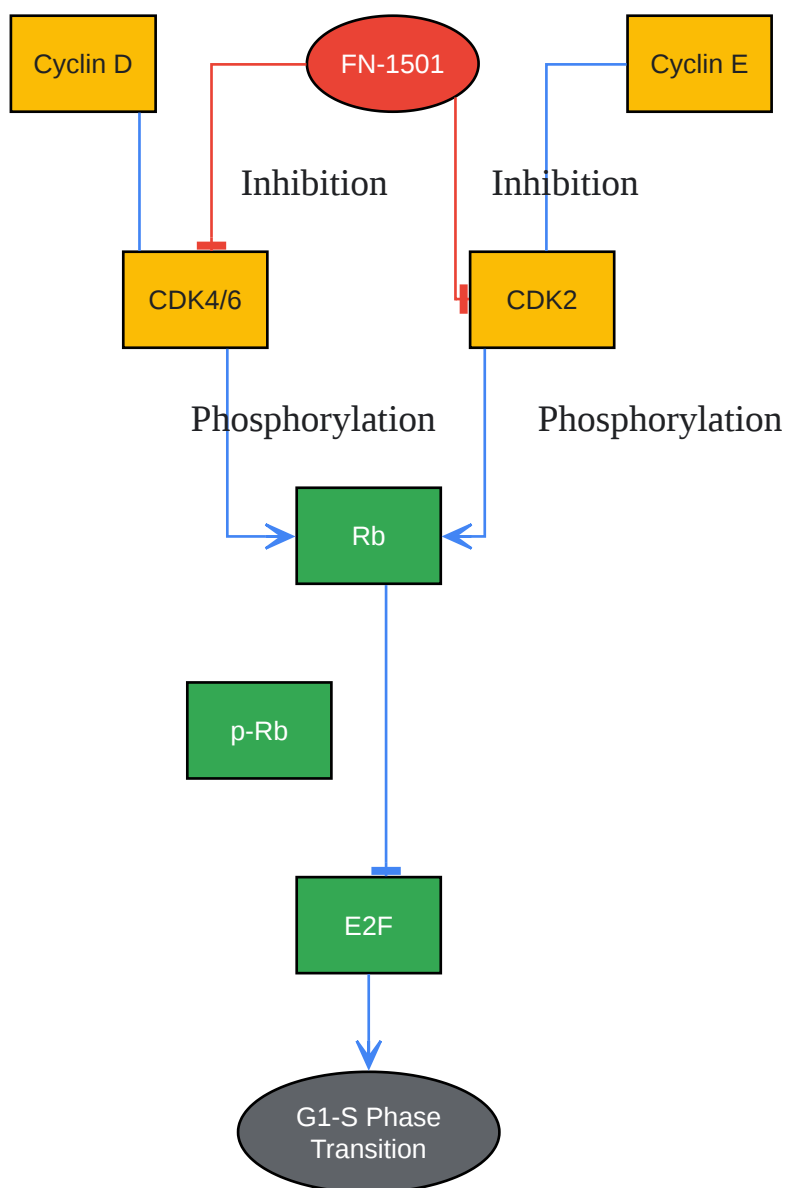 Cyclin D
FN-1501
Cyclin E
Inhibition
Inhibition
CDK4/6
CDK2
Phosphorylation
Phosphorylation
Rb
p-Rb
E2F
G1-S Phase
Transition